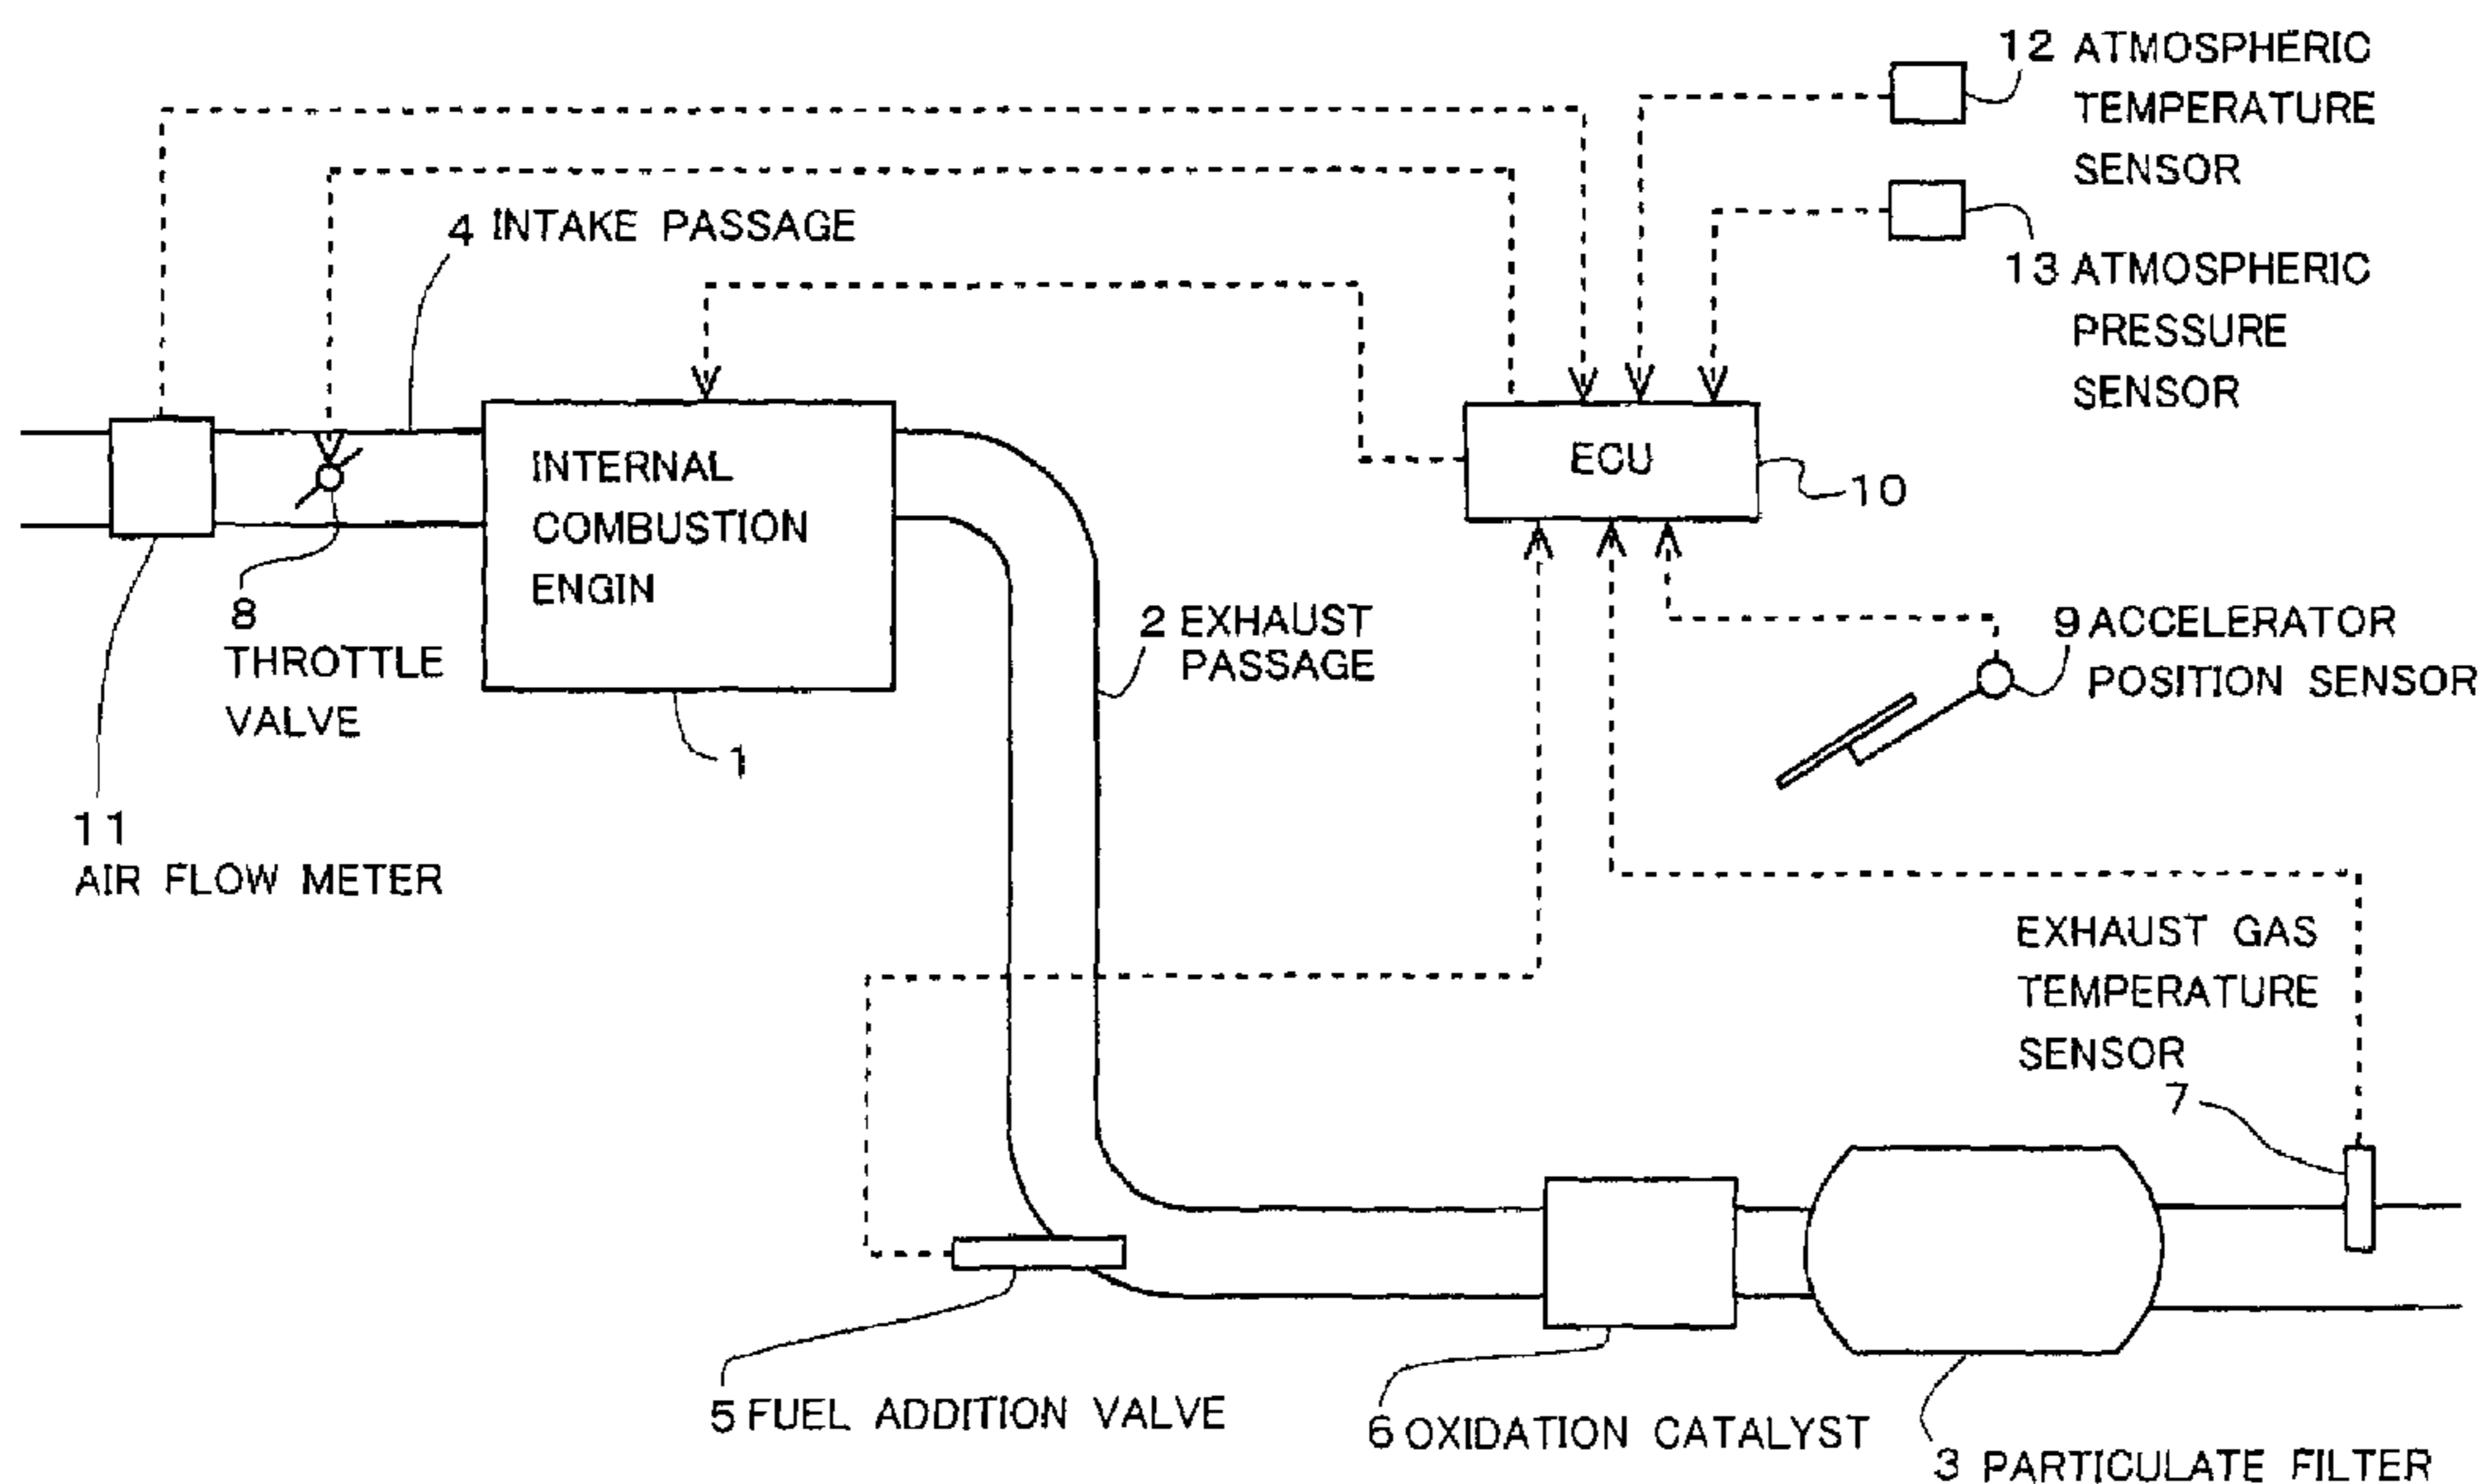 12 ATMOSPHERIC
TEMPERATURE
SENSOR
4 INTAKE PASSAGE
13 ATMOSPHERIC
PRESSURE
SENSOR
INTERNAL
COMBUSTION
ENGIN
ECU
10
8
THROTTLE
VALVE
2 EXHAUST
PASSAGE
9 ACCELERATOR
POSITION SENSOR
1
11
AIR FLOW METER
EXHAUST GAS
TEMPERATURE
SENSOR
7
5 FUEL ADDITION VALVE
6 OXIDATION CATALYST
3 PARTICULATE FILTER